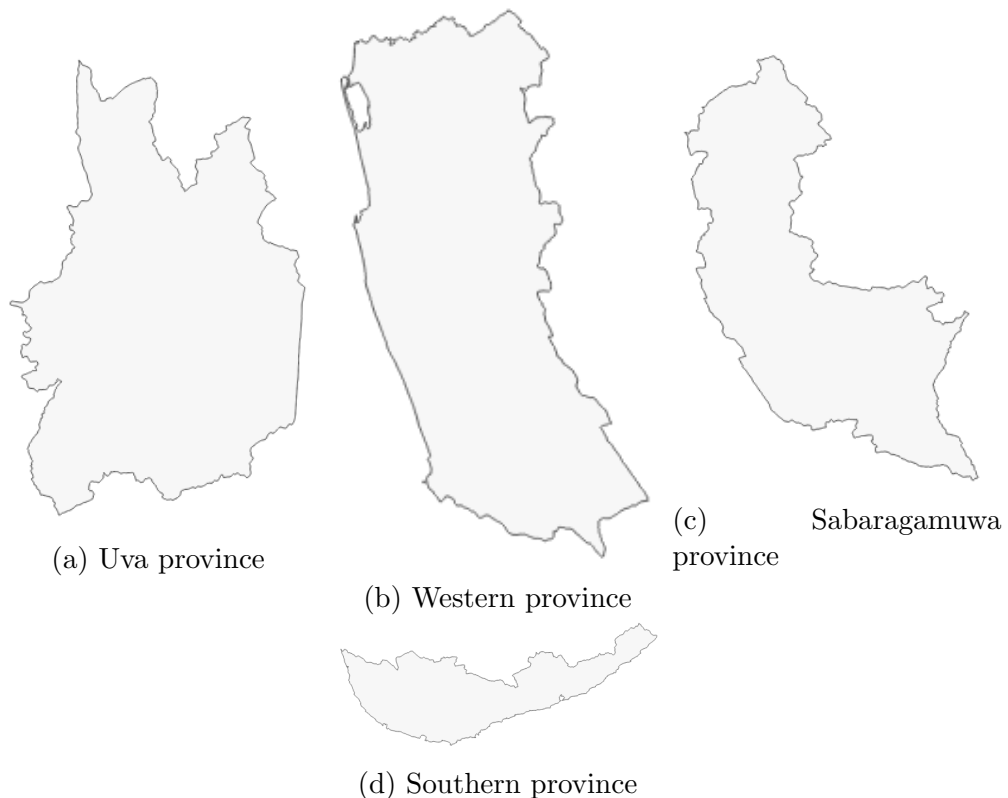 (a) Uva province
(b) Western province
(c) Sabaragamuwa
province
(d) Southern province